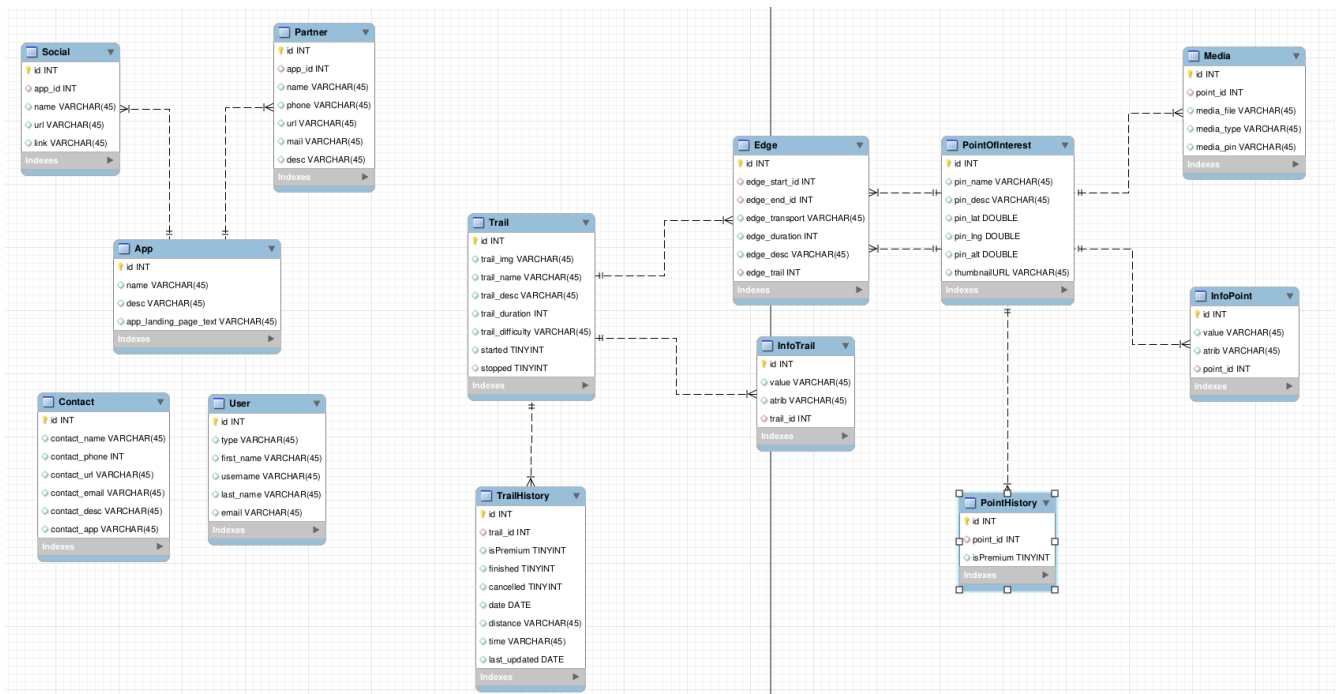 Social
id INT
app_id INT
name VARCHAR(45)
url VARCHAR(45)
link VARCHAR(45)
Indexes
Partner
id INT
app_id INT
name VARCHAR(45)
phone VARCHAR(45)
url VARCHAR(45)
mail VARCHAR(45)
desc VARCHAR(45)
Indexes
App
id INT
name VARCHAR(45)
desc VARCHAR(45)
app_landing_page_text VARCHAR(45)
Indexes
Contact
id INT
contact_name VARCHAR(45)
contact_phone INT
contact_url VARCHAR(45)
contact_email VARCHAR(45)
contact_desc VARCHAR(45)
contact_app VARCHAR(45)
Indexes
User
id INT
type VARCHAR(45)
first_name VARCHAR(45)
username VARCHAR(45)
last_name VARCHAR(45)
email VARCHAR(45)
Indexes
Trail
id INT
trail_img VARCHAR(45)
trail_name VARCHAR(45)
trail_desc VARCHAR(45)
trail_duration INT
trail_difficulty VARCHAR(45)
started TINYINT
stopped TINYINT
Indexes
TrailHistory
id INT
trail_id INT
isPremium TINYINT
finished TINYINT
cancelled TINYINT
date DATE
distance VARCHAR(45)
time VARCHAR(45)
last_updated DATE
Indexes
Edge
id INT
edge_start_id INT
edge_end_id INT
edge_transport VARCHAR(45)
edge_duration INT
edge_desc VARCHAR(45)
edge_trail INT
Indexes
InfoTrail
id INT
value VARCHAR(45)
atrib VARCHAR(45)
trail_id INT
Indexes
PointOfInterest
id INT
pin_name VARCHAR(45)
pin_desc VARCHAR(45)
pin_lat DOUBLE
pin_lng DOUBLE
pin_alt DOUBLE
thumbnailURL VARCHAR(45)
Indexes
PointHistory
id INT
point_id INT
isPremium TINYINT
Indexes
Media
id INT
point_id INT
media_file VARCHAR(45)
media_type VARCHAR(45)
media_pin VARCHAR(45)
Indexes
InfoPoint
id INT
value VARCHAR(45)
atrib VARCHAR(45)
point_id INT
Indexes